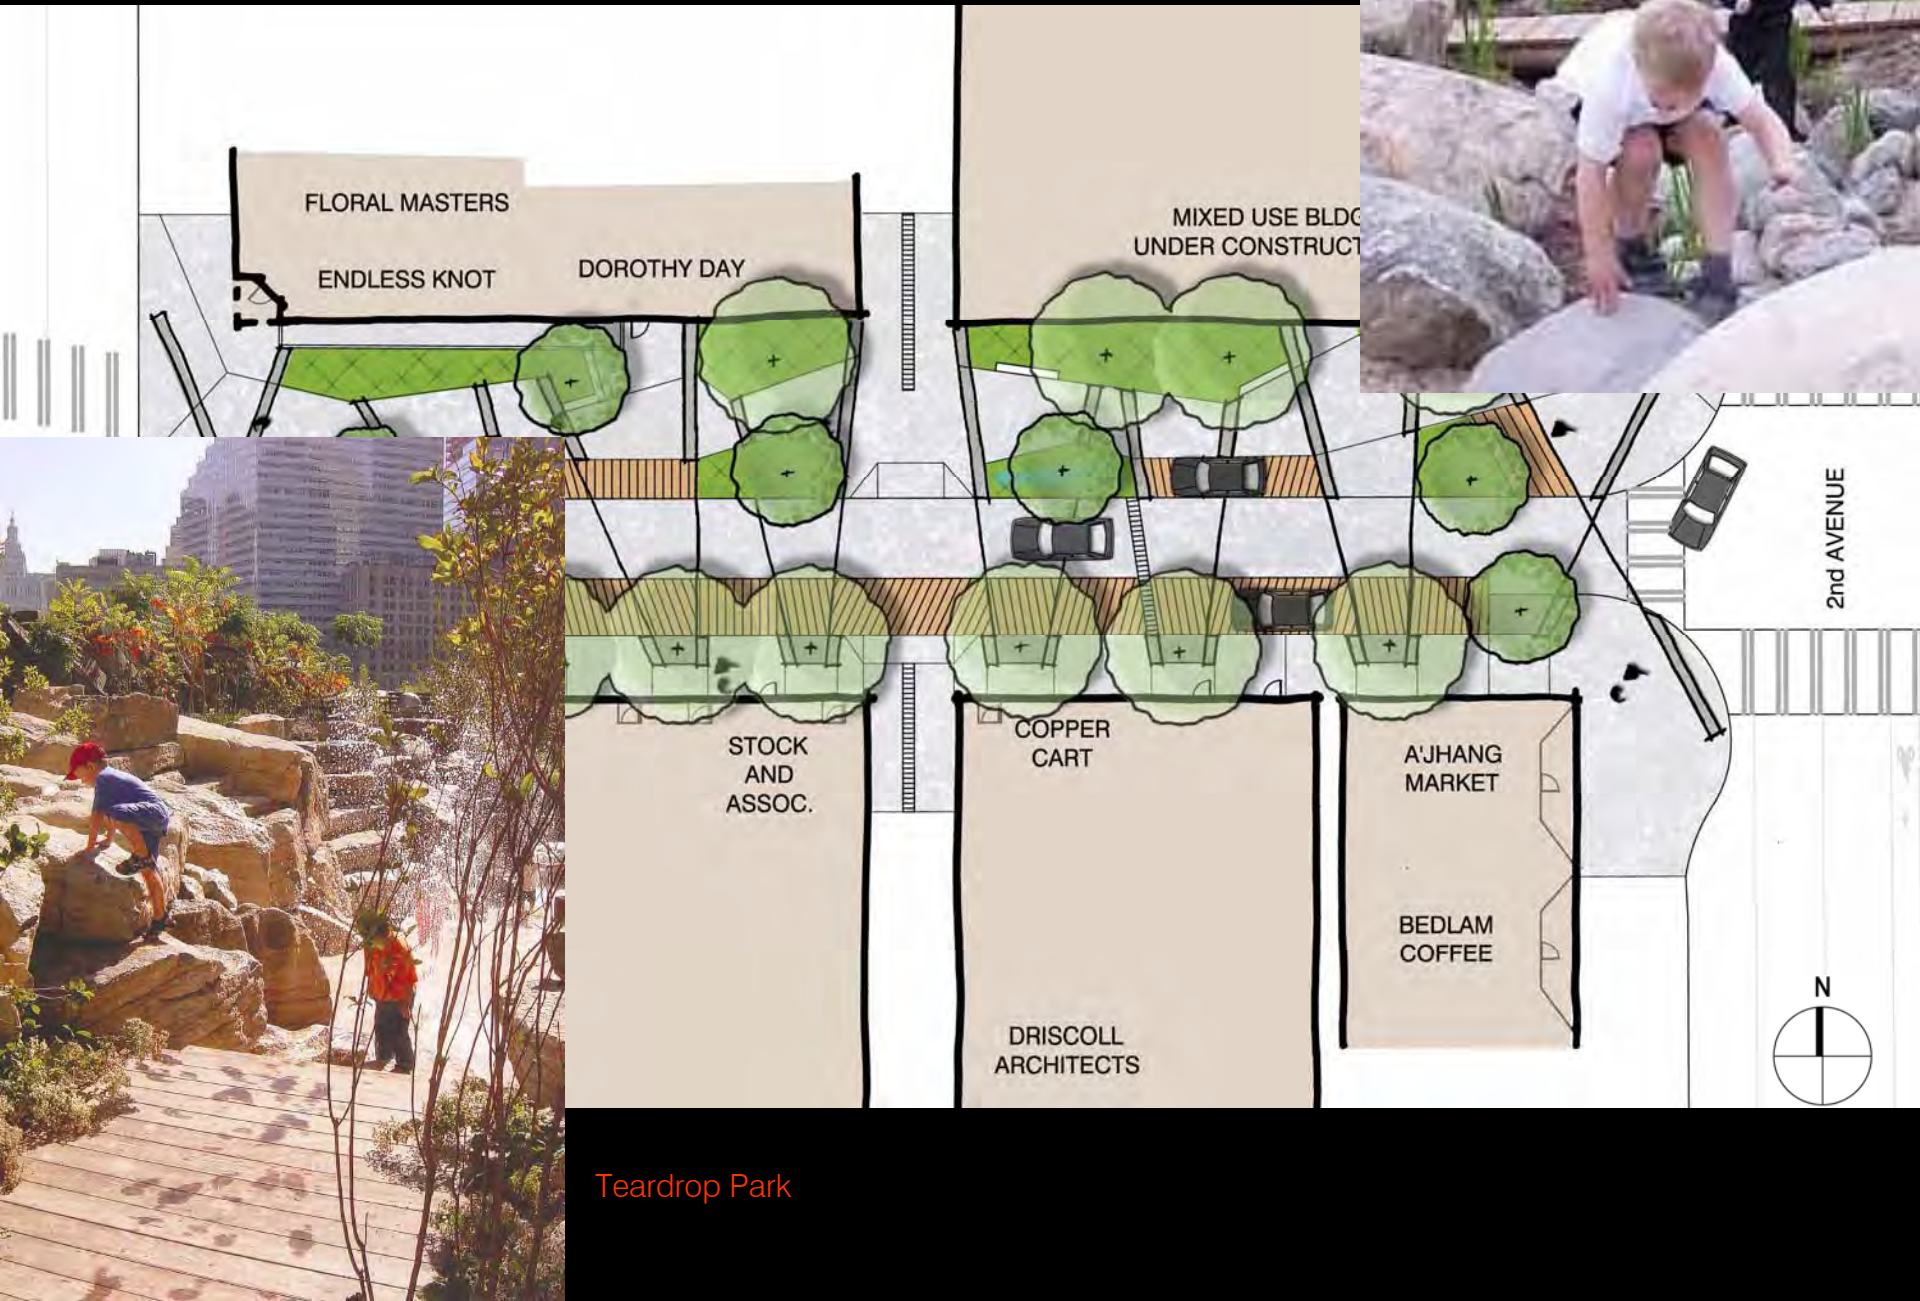 FLORAL MASTERS
ENDLESS KNOT
DOROTHY DAY
MIXED USE BLDG
UNDER CONSTRUCT
2nd AVENUE
STOCK
AND
ASSOC.
COPPER
CART
A'JHANG
MARKET
BEDLAM
COFFEE
DRISCOLL
ARCHITECTS
N
Teardrop Park